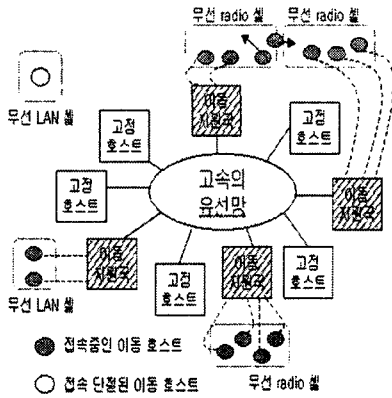 무선 radio 셀
무선 radio 셀
무선 LAN 셀
이동
지원국
고정
호스트
고정
호스트
고정
호스트
고속의
유선망
이동
지원국
이동
지원국
고정
호스트
이동
지원국
고정
호스트
무선 LAN 셀
접속중인 이동 호스트
접속 단절된 이동 호스트
무선 radio 셀